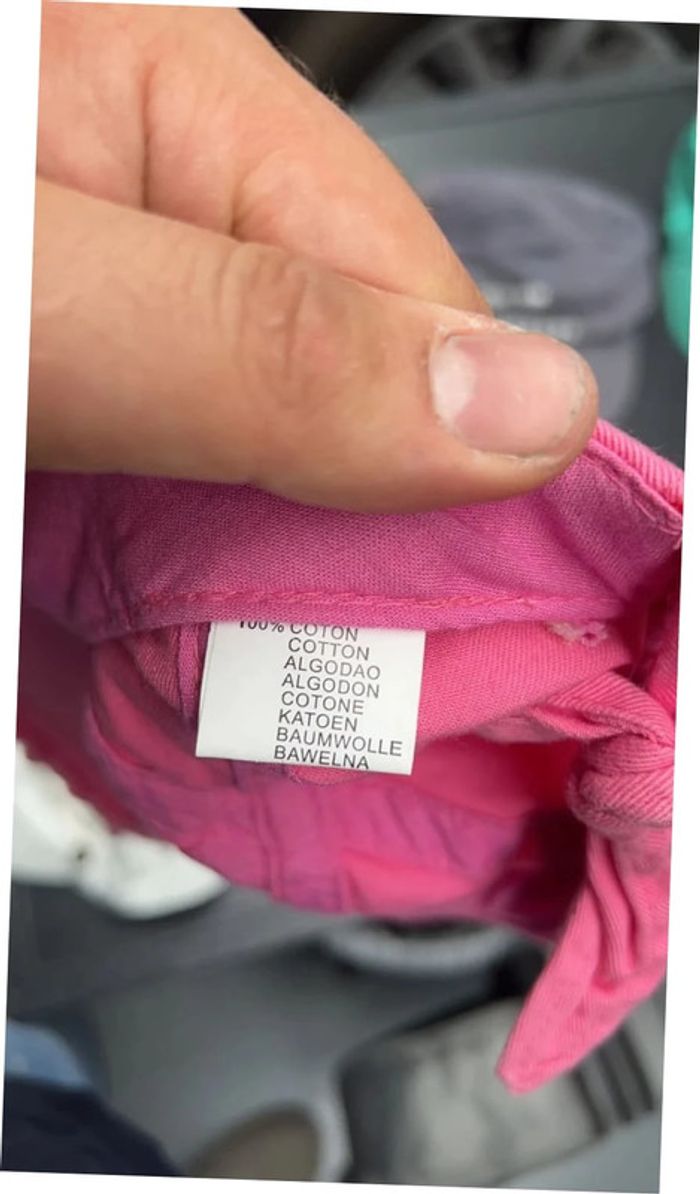 100% COTON
COTTON
ALGODAO
ALGODON
COTONE
KATOEN
BAUMWOLLE
BAWELNA